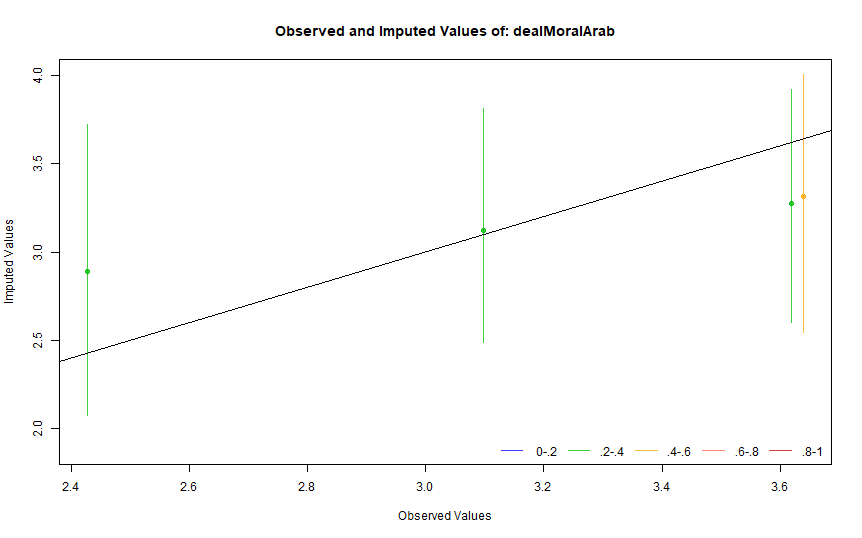 Observed and Imputed Values of: dealMoralArab
Imputed Values
4.0
3.5
3.0
2.5
2.0
0-.2 .2-.4 .4-.6 .6-.8 .8-1
2.4 2.6 2.8 3.0 3.2 3.4 3.6
Observed Values